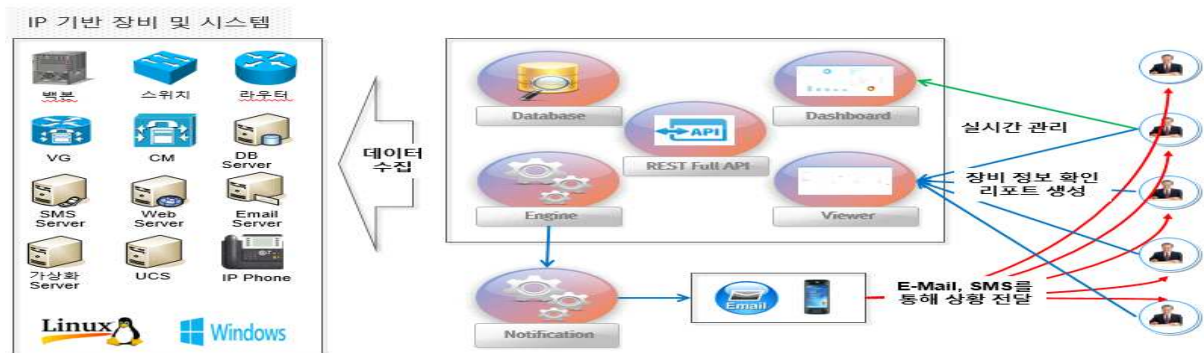 IP 기반 장비 및 시스템
백본
스위치
라우터
VG
CM
DB
Server
SMS
Server
Web
Server
Email
Server
가상화
Server
UCS
IP Phone
Linux
Windows
데이터
수집
Database
Dashboard
API
REST Full API
Engine
Viewer
Notification
Email
실시간 관리
장비 정보 확인
리포트 생성
E-Mail, SMS를
통해 상황 전달